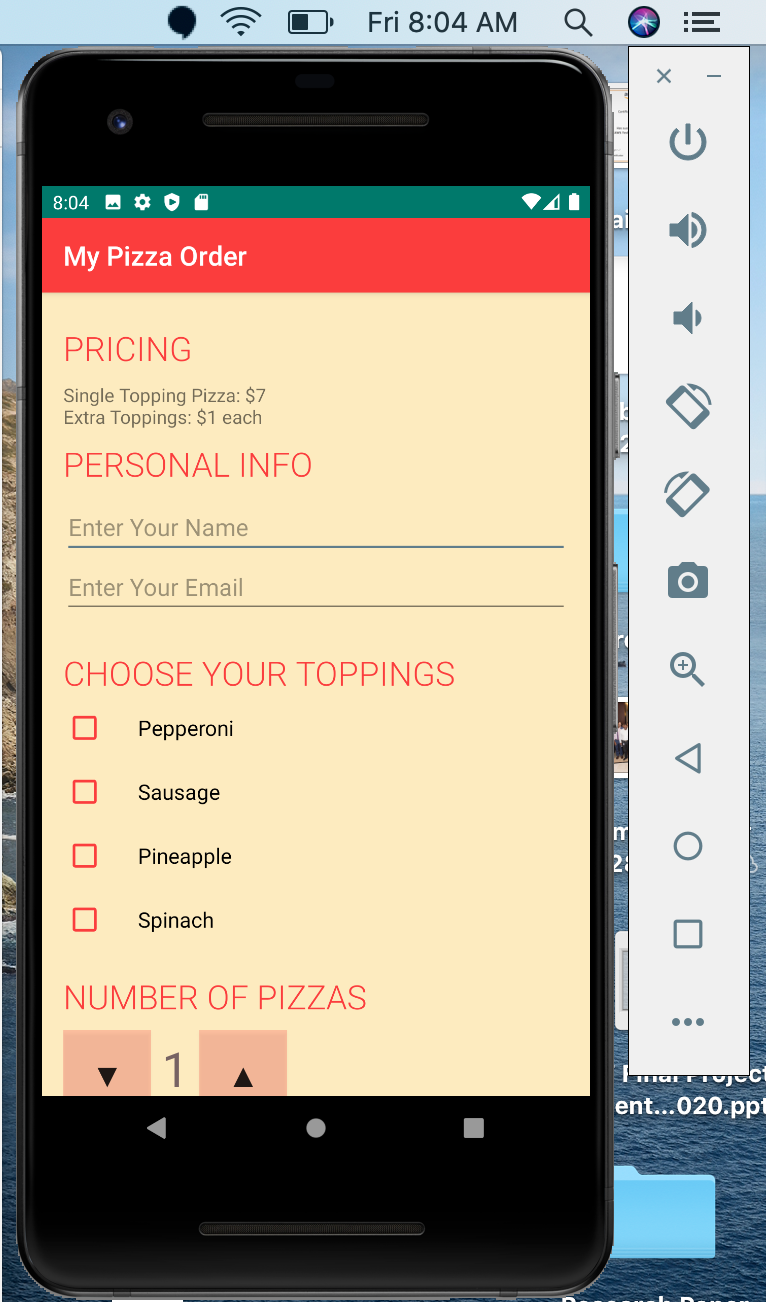 Fri 8:04 AM
8:04
My Pizza Order
PRICING
Single Topping Pizza: $7
Extra Toppings: $1 each
PERSONAL INFO
Enter Your Name
Enter Your Email
CHOOSE YOUR TOPPINGS
Pepperoni
Sausage
Pineapple
Spinach
NUMBER OF PIZZAS
▼ 1 ▲
Final Project
ent...020.ppt
Research Paper